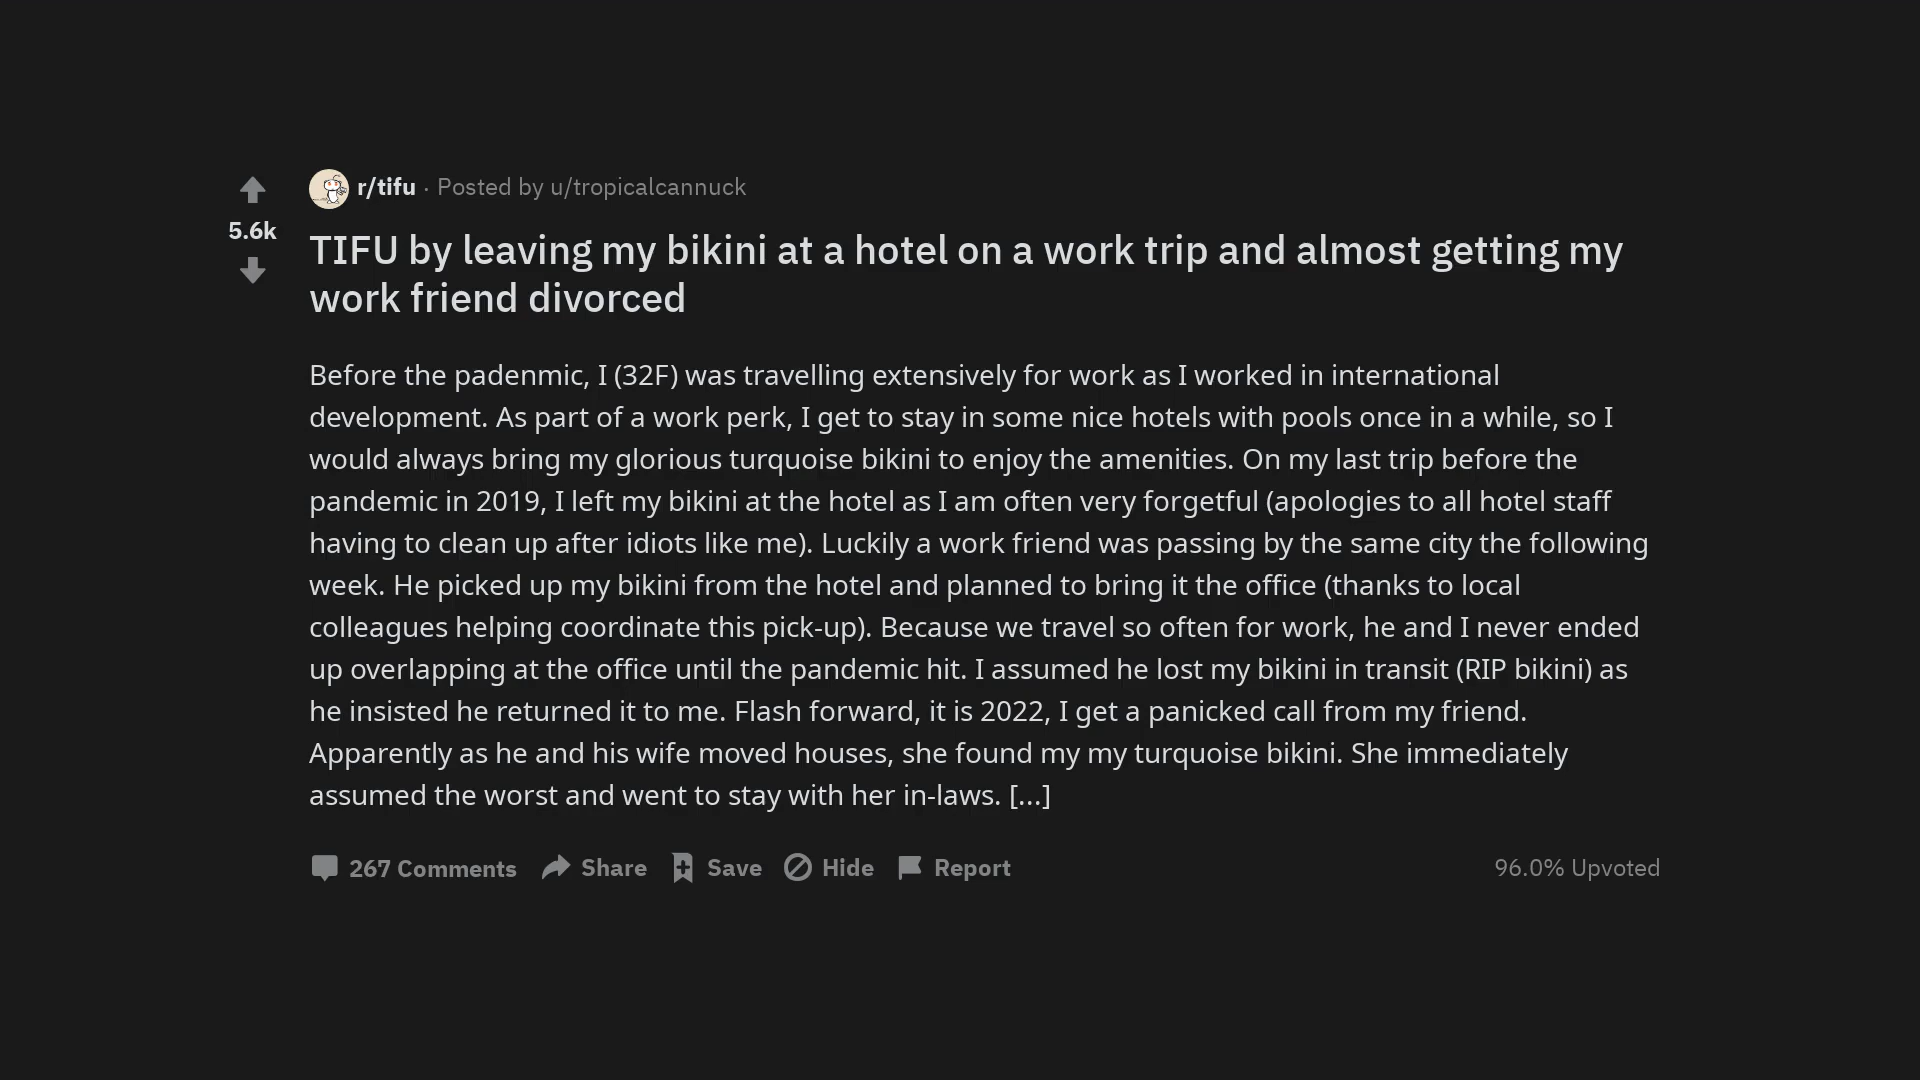 r/tifu · Posted by u/tropicalcannuck
5.6k
TIFU by leaving my bikini at a hotel on a work trip and almost getting my
work friend divorced
Before the padenmic, I (32F) was travelling extensively for work as I worked in international
development. As part of a work perk, I get to stay in some nice hotels with pools once in a while, so I
would always bring my glorious turquoise bikini to enjoy the amenities. On my last trip before the
pandemic in 2019, I left my bikini at the hotel as I am often very forgetful (apologies to all hotel staff
having to clean up after idiots like me). Luckily a work friend was passing by the same city the following
week. He picked up my bikini from the hotel and planned to bring it the office (thanks to local
colleagues helping coordinate this pick-up). Because we travel so often for work, he and I never ended
up overlapping at the office until the pandemic hit. I assumed he lost my bikini in transit (RIP bikini) as
he insisted he returned it to me. Flash forward, it is 2022, I get a panicked call from my friend.
Apparently as he and his wife moved houses, she found my my turquoise bikini. She immediately
assumed the worst and went to stay with her in-laws. [...]
267 Comments Share Save Hide Report 96.0% Upvoted